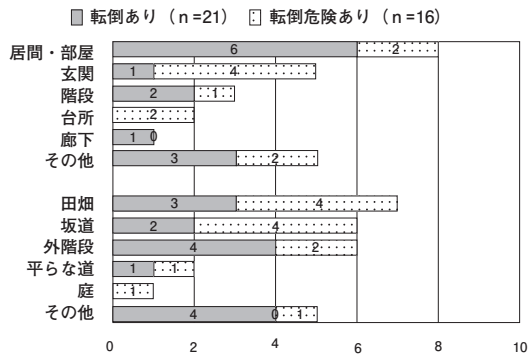 転倒あり（n=21） 転倒危険あり（n=16）
居間・部屋 6 2
玄関 1 4
階段 2 1
台所 2
廊下 1 0
その他 3 2
田畑 3 4
坂道 2 4
外階段 4 2
平らな道 1 1
庭 1
その他 4 0 1
0 2 4 6 8 10